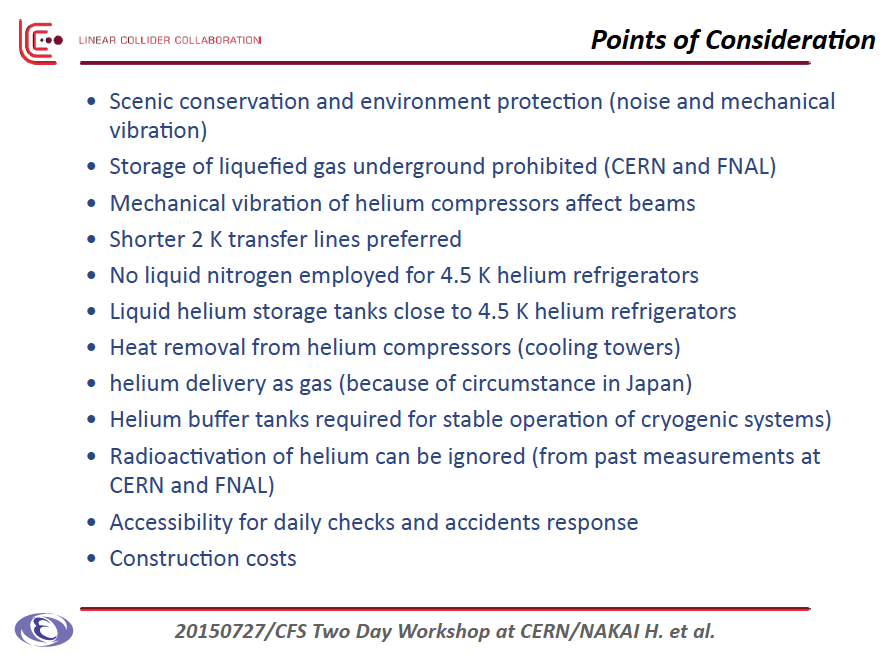 LINEAR COLLIDER COLLABORATION
Points of Consideration
• Scenic conservation and environment protection (noise and mechanical
vibration)
• Storage of liquefied gas underground prohibited (CERN and FNAL)
• Mechanical vibration of helium compressors affect beams
• Shorter 2 K transfer lines preferred
• No liquid nitrogen employed for 4.5 K helium refrigerators
• Liquid helium storage tanks close to 4.5 K helium refrigerators
• Heat removal from helium compressors (cooling towers)
• helium delivery as gas (because of circumstance in Japan)
• Helium buffer tanks required for stable operation of cryogenic systems)
• Radioactivation of helium can be ignored (from past measurements at
CERN and FNAL)
• Accessibility for daily checks and accidents response
• Construction costs
20150727/CFS Two Day Workshop at CERN/NAKAI H. et al.